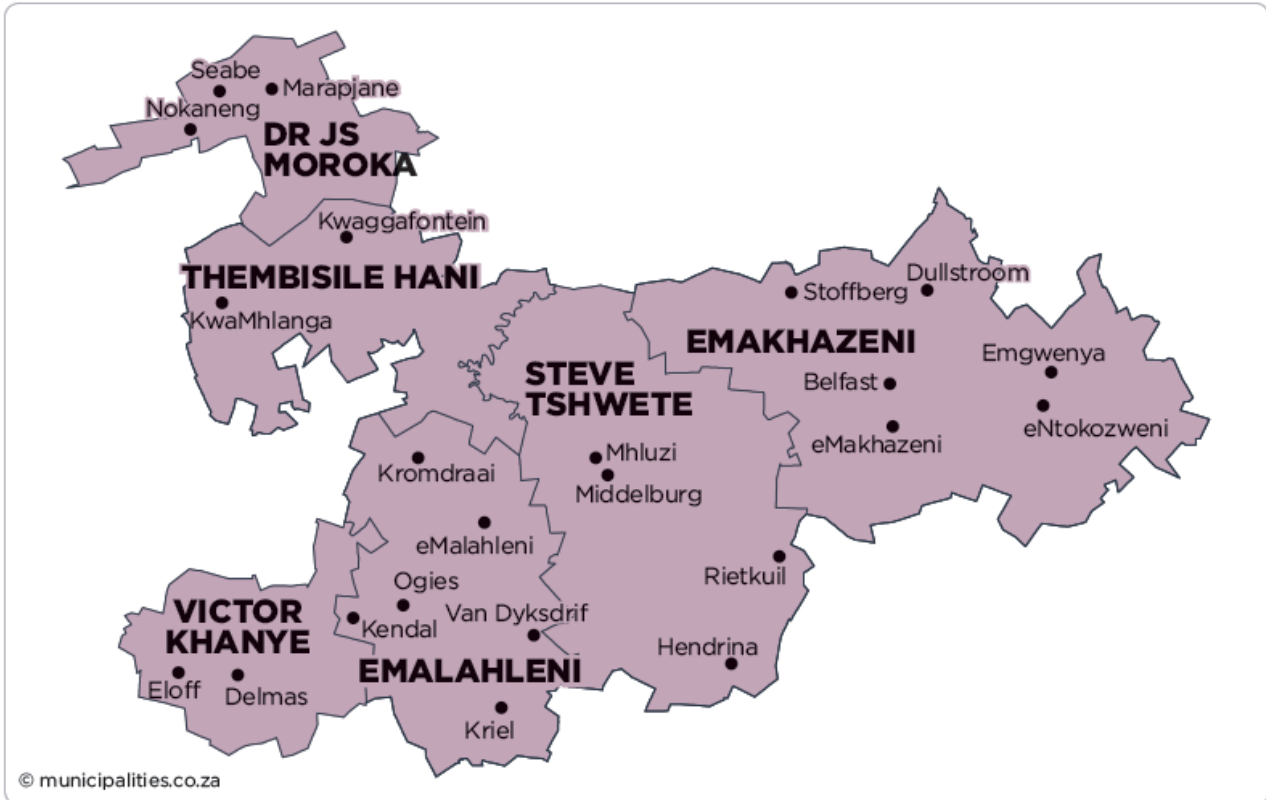 Seabe
Marapjane
Nokaneng
DR JS
MOROKA
Kwaggafontein
THEMBISILE HANI
KwaMhlanga
Dullstroom
Stoffberg
EMAKHAZENI
Emgwenya
Belfast
eNtokozweni
eMakhazeni
STEVE
TSHWETE
Mhluzi
Middelburg
Rietkuil
Hendrina
Kromdraai
eMalahleni
Ogies
Van Dyksdrif
Kendal
EMALAHLENI
Kriel
VICTOR
KHANYE
Eloff
Delmas
© municipalities.co.za